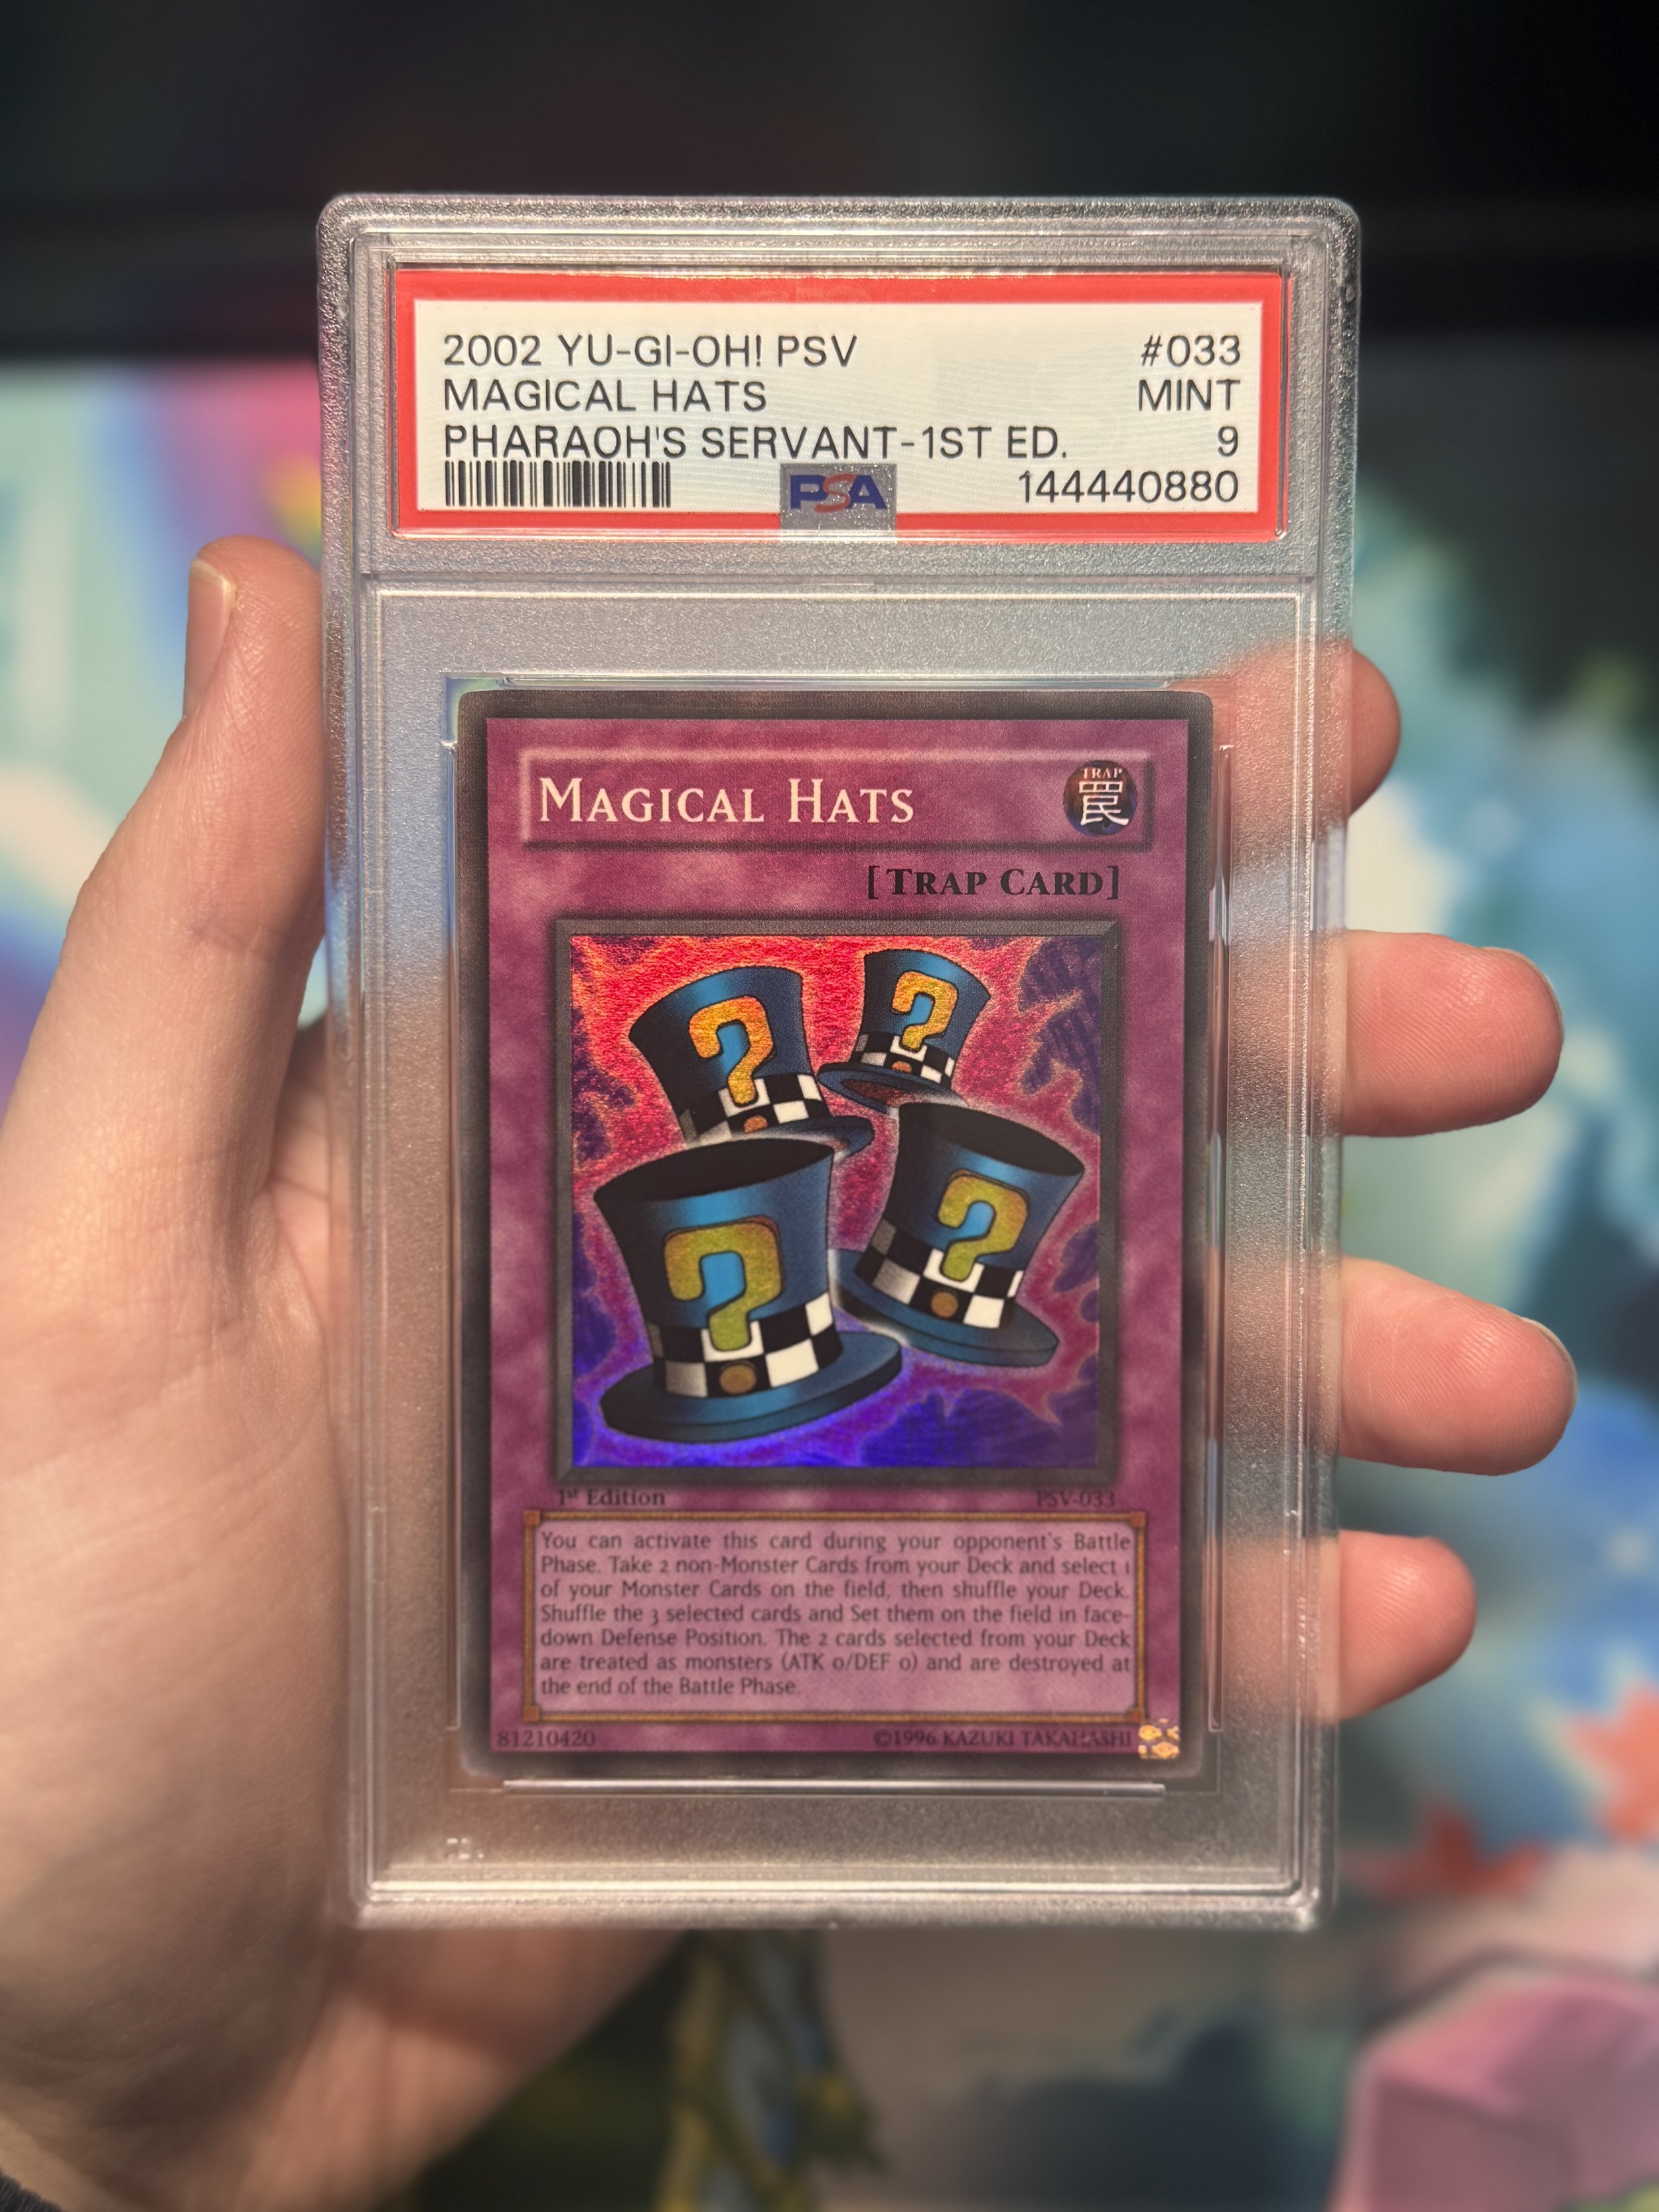 2002 YU-GI-OH! PSV #033
MAGICAL HATS MINT
PHARAOH'S SERVANT-1ST ED. 9
PSA 144440880
MAGICAL HATS TRAP 罠
[TRAP CARD]
?
?
?
?
1st Edition PSV-033
You can activate this card during your opponent's Battle
Phase. Take 2 non-Monster Cards from your Deck and select 1
of your Monster Cards on the field, then shuffle your Deck.
Shuffle the 3 selected cards and Set them on the field in face-
down Defense Position. The 2 cards selected from your Deck
are treated as monsters (ATK 0/DEF 0) and are destroyed at
the end of the Battle Phase.
81210420 ©1996 KAZUKI TAKAHASHI